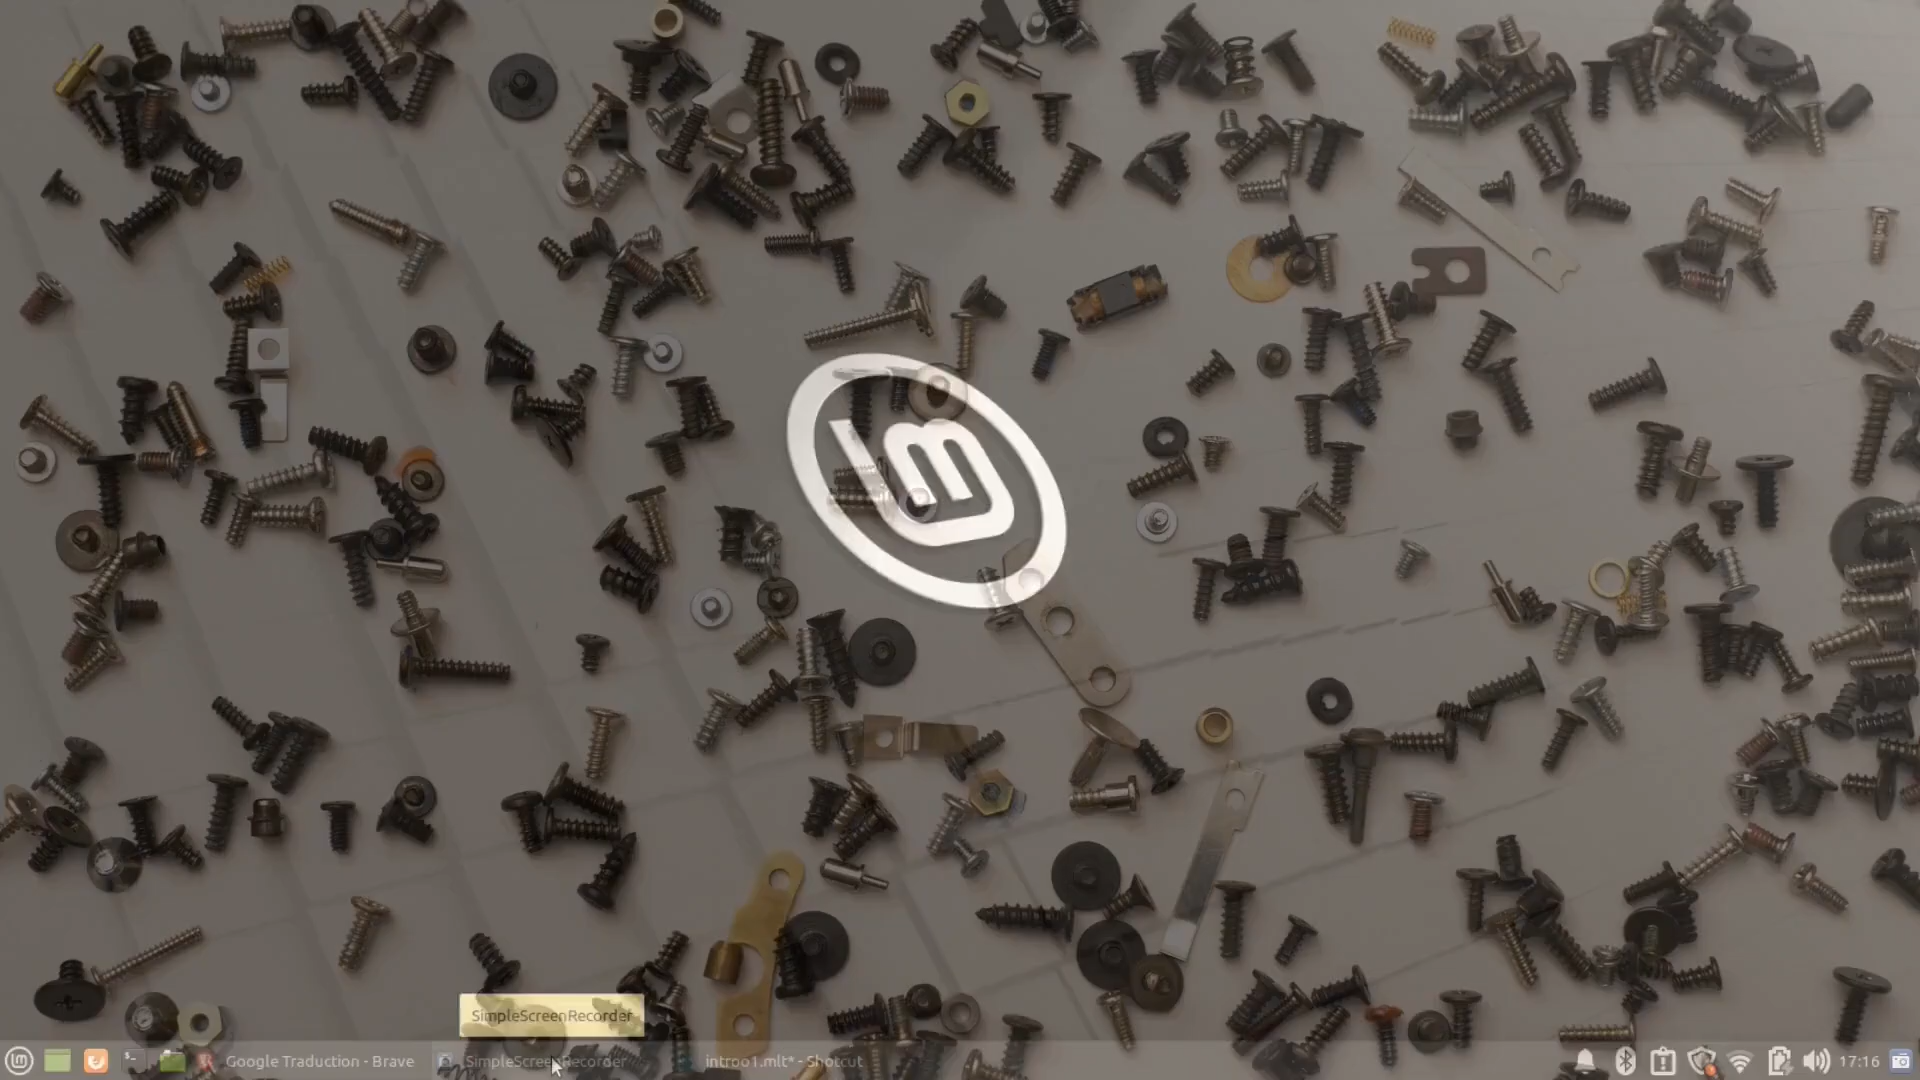 SimpleScreenRecorder
Google Traduction - Brave
SimpleScreenRecorder
introo1.mlt* - Shotcut
17:16